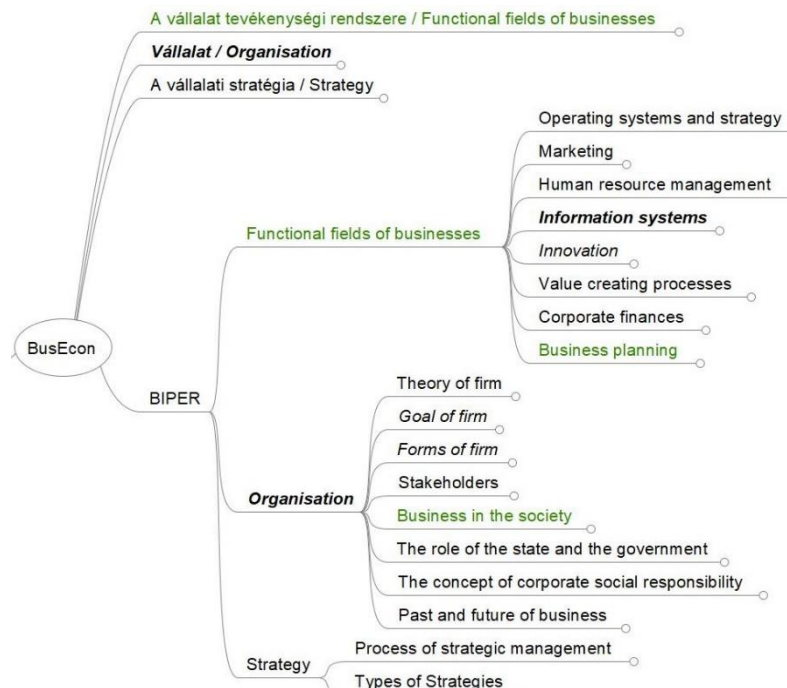 A vállalat tevékenységi rendszere / Functional fields of businesses
Vállalat / Organisation
A vállalati stratégia / Strategy
BusEcon
BIPER
Functional fields of businesses
Operating systems and strategy
Marketing
Human resource management
Information systems
Innovation
Value creating processes
Corporate finances
Business planning
Organisation
Theory of firm
Goal of firm
Forms of firm
Stakeholders
Business in the society
The role of the state and the government
The concept of corporate social responsibility
Past and future of business
Strategy
Process of strategic management
Types of Strategies